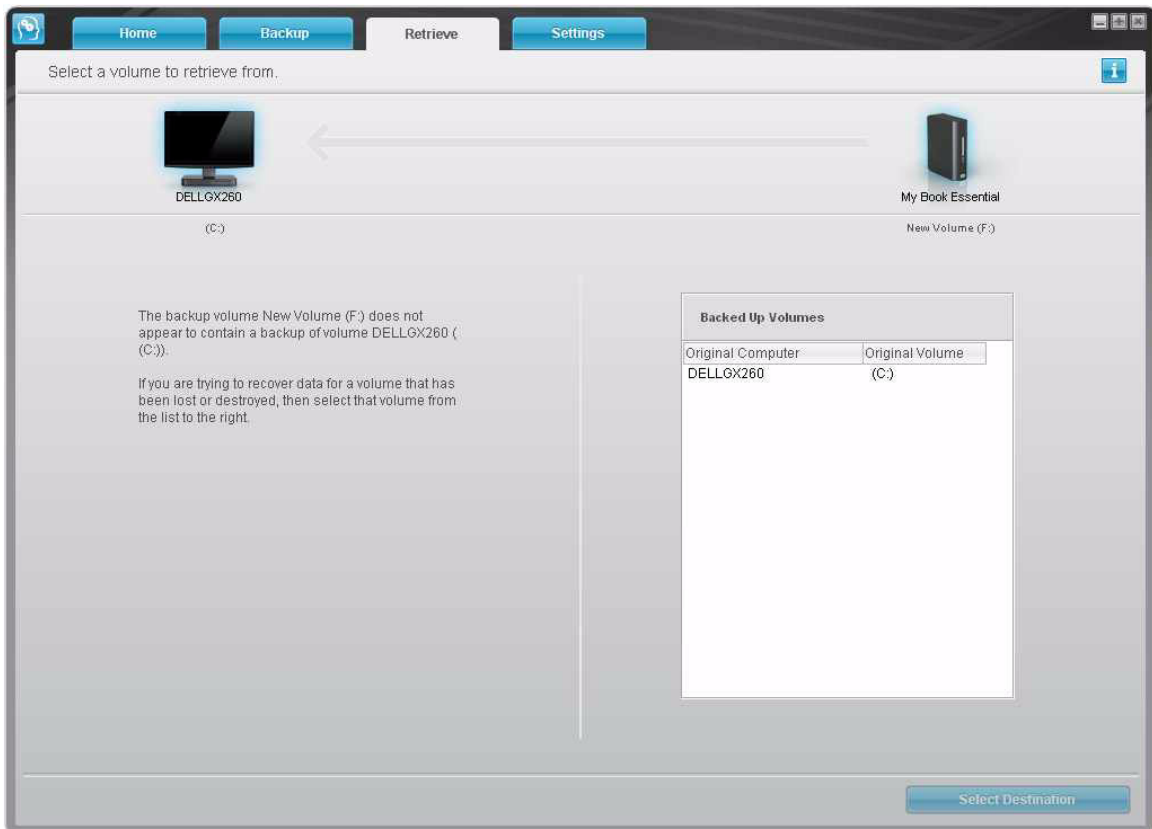 Home Backup Retrieve Settings
Select a volume to retrieve from.
i
DELLGX260
My Book Essential
(C:)
New Volume (F:)
The backup volume New Volume (F:) does not
appear to contain a backup of volume DELLGX260 (
(C:)).
If you are trying to recover data for a volume that has
been lost or destroyed, then select that volume from
the list to the right.
Backed Up Volumes
Original Computer Original Volume
DELLGX260 (C:)
Select Destination